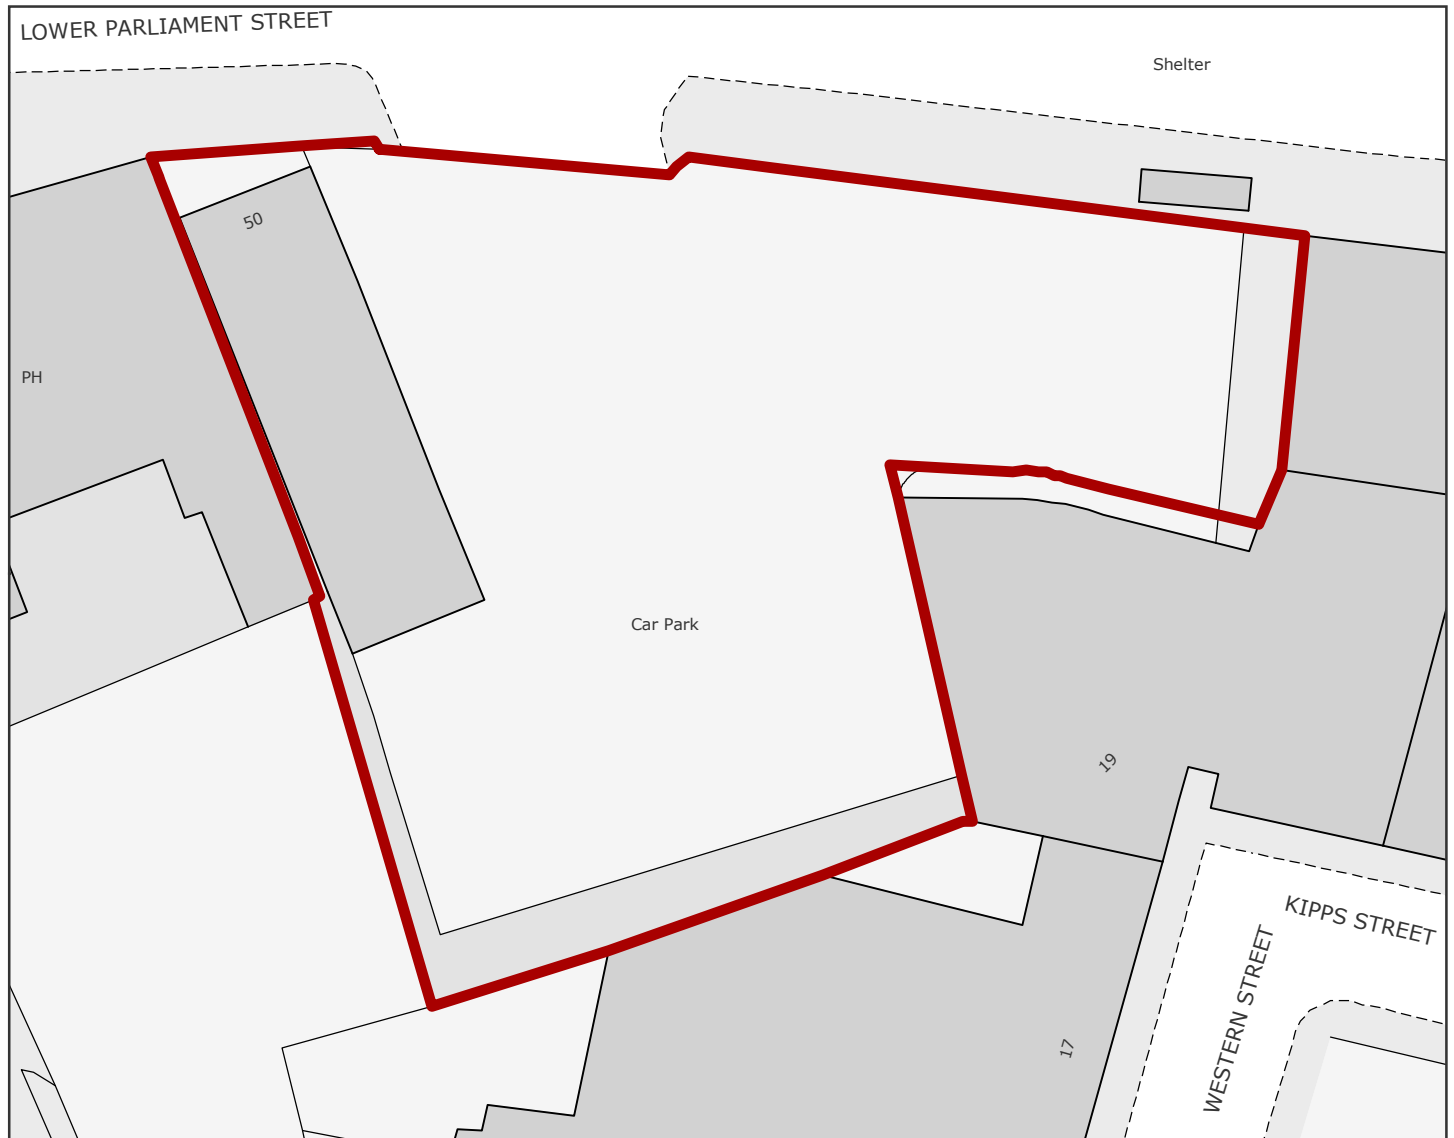 LOWER PARLIAMENT STREET
Shelter
50
PH
Car Park
19
KIPPS STREET
WESTERN STREET
17